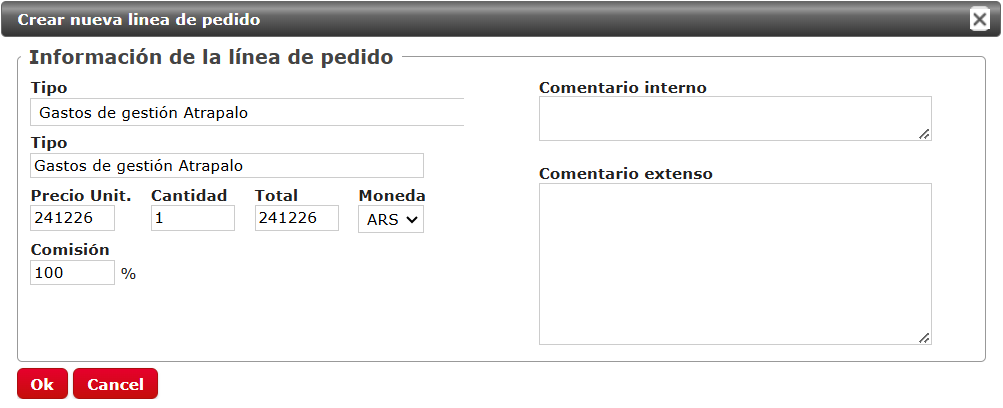 Crear nueva linea de pedido
Información de la línea de pedido
Tipo
Gastos de gestión Atrapalo
Tipo
Gastos de gestión Atrapalo
Precio Unit. Cantidad Total Moneda
241226 1 241226 ARS
Comisión
100 %
Comentario interno
Comentario extenso
Ok Cancel